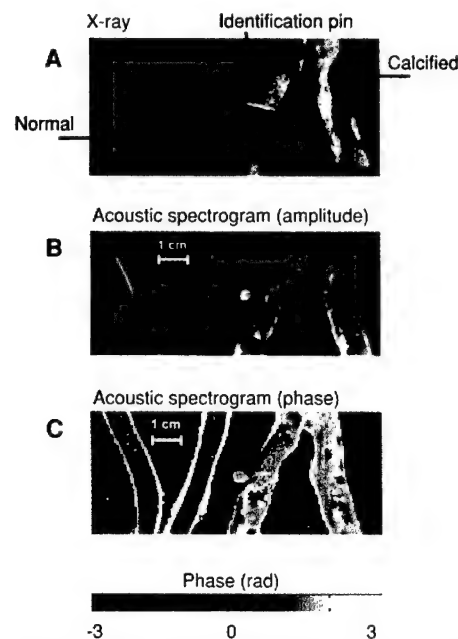 X-ray
Identification pin
A
Calcified
Normal
Acoustic spectrogram (amplitude)
B
1 cm
Acoustic spectrogram (phase)
C
1 cm
Phase (rad)
-3 0 3